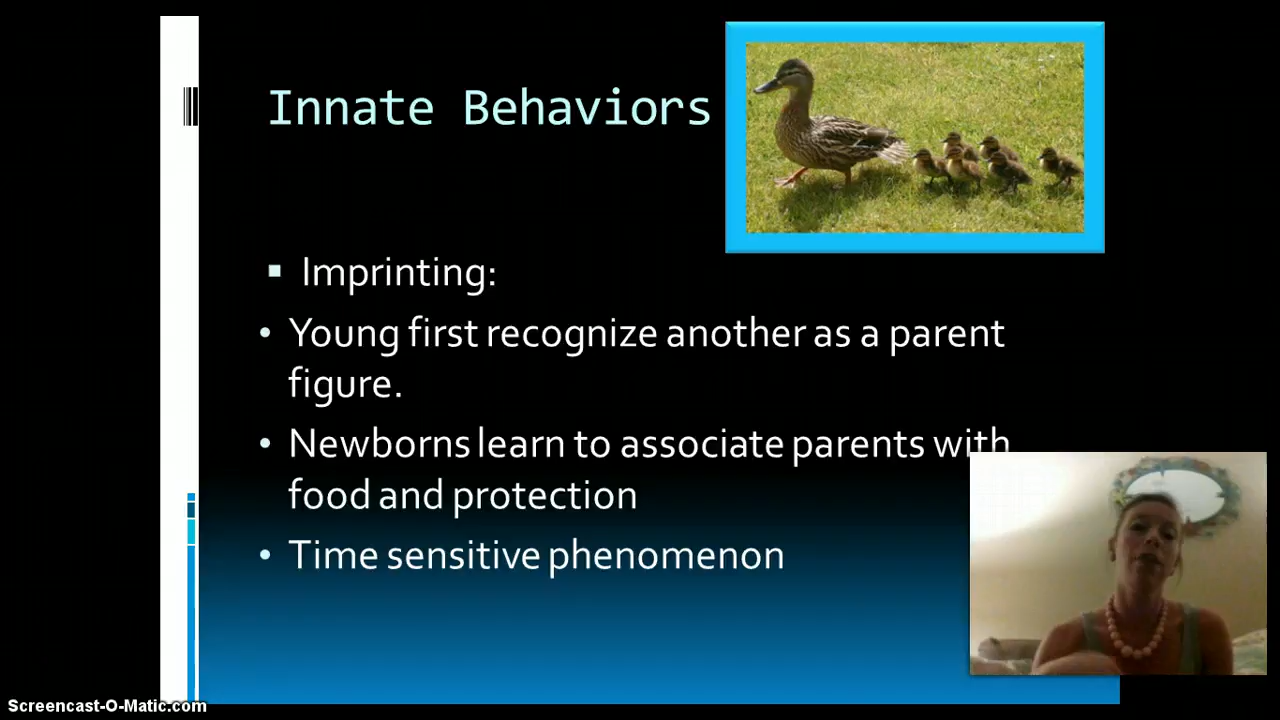 Innate Behaviors
Imprinting:
Young first recognize another as a parent
figure.
Newborns learn to associate parents with
food and protection
Time sensitive phenomenon
Screencast-O-Matic.com